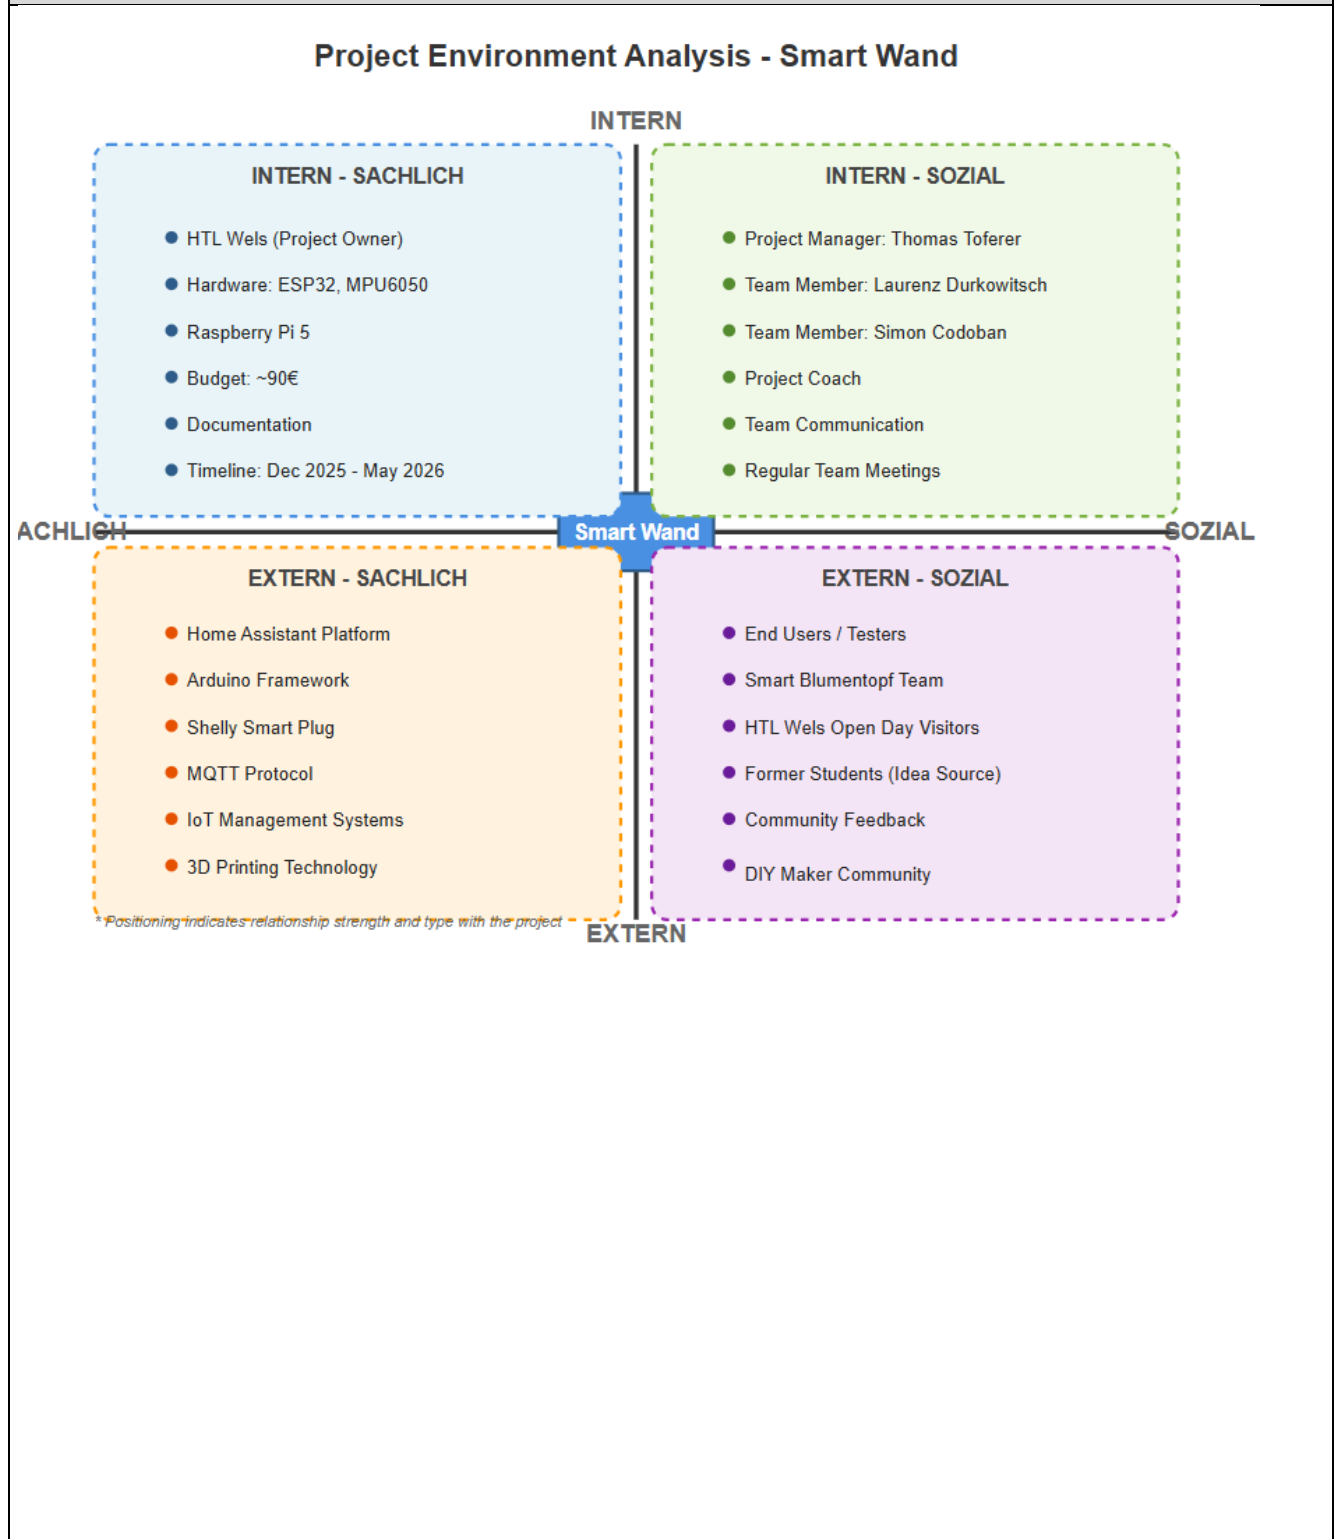 Project Environment Analysis - Smart Wand
INTERN
INTERN - SACHLICH
HTL Wels (Project Owner)
Hardware: ESP32, MPU6050
Raspberry Pi 5
Budget: ~90€
Documentation
Timeline: Dec 2025 - May 2026
INTERN - SOZIAL
Project Manager: Thomas Toferer
Team Member: Laurenz Durkowitsch
Team Member: Simon Codoban
Project Coach
Team Communication
Regular Team Meetings
ACHLICH
Smart Wand
SOZIAL
EXTERN - SACHLICH
Home Assistant Platform
Arduino Framework
Shelly Smart Plug
MQTT Protocol
IoT Management Systems
3D Printing Technology
* Positioning indicates relationship strength and type with the project
EXTERN - SOZIAL
End Users / Testers
Smart Blumentopf Team
HTL Wels Open Day Visitors
Former Students (Idea Source)
Community Feedback
DIY Maker Community
EXTERN